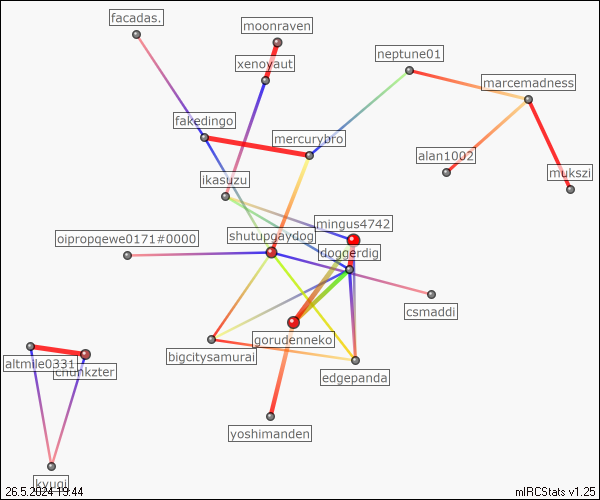 facadas.
moonraven
neptune01
xenoyaut
marcemadness
fakedingo
mercurybro
alan1002
mukszi
ikasuzu
mingus4742
oipropqewe0171#0000
shutupgaydog
doggerdig
csmaddi
gorudenneko
bigcitysamurai
altmile0331
chunkzter
edgepanda
yoshimanden
kyugi
26.5.2024 19:44
mIRCStats v1.25